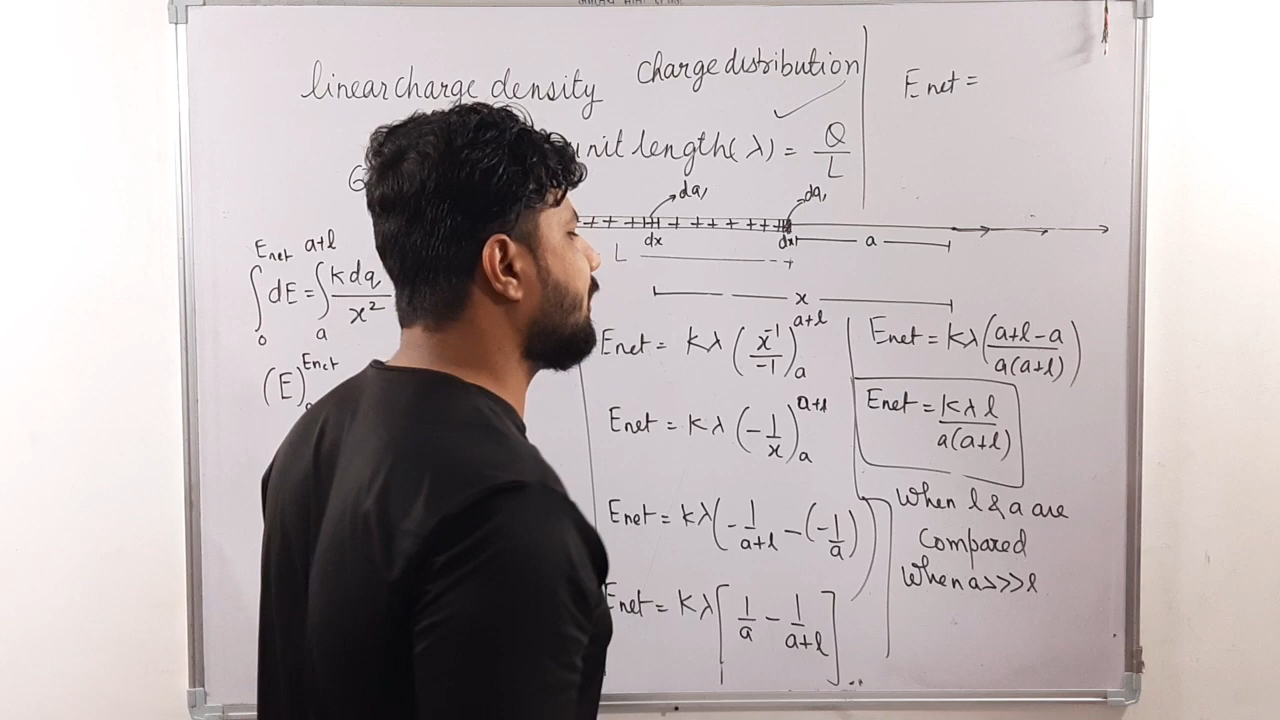 linear charge density
Charge distribution
unit length(λ) = Q/L
dq,
dq,
+ + + + + + + + +
L
dx
dx
a
x
∫₀^Enet dE = ∫ₐ^(a+l) k dq / x²
(E)^Enet
Enet = kλ (x⁻¹/-1)ₐ^(a+l)
Enet = kλ (-1/x)ₐ^(a+l)
Enet = kλ(-1/(a+l) - (-1/a))
Enet = kλ[1/a - 1/(a+l)]
Enet = kλ((a+l-a)/(a(a+l)))
Enet = kλl/(a(a+l))
When l & a are
Compared
When a>>>l
Enet =